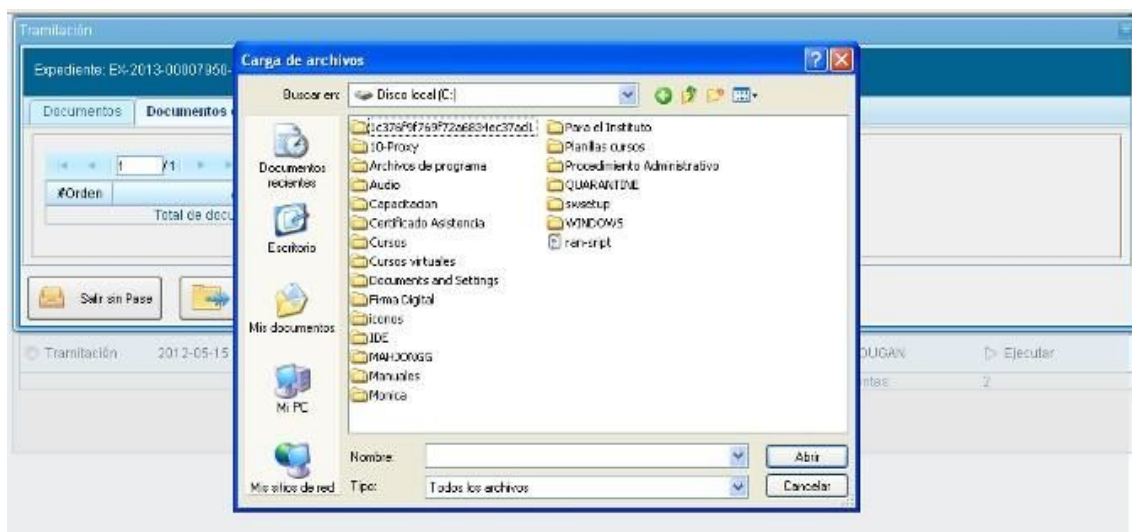 Tramitación
Expediente: EX-2013-00007950-
Carga de archivos
Buscar en: Disco local (C:)
Documentos
Documentos
1 /1
#Orden
Total de docu
Salir sin Pase
Documentos recientes
Escritorio
Mis documentos
Mi PC
Mis sitios de red
1c376f9f769f72a6834ec37ad1
10-Proxy
Archivos de programa
Audio
Capacitacion
Certificado Asistencia
Cursos
Cursos virtuales
Documents and Settings
Firma Digital
iconos
IDE
MAHJONGG
Manuales
Monica
Para el Instituto
Planillas cursos
Procedimiento Administrativo
QUARANTINE
swsetup
WINDOWS
ran-sript
Nombre:
Abrir
Tipo: Todos los archivos
Cancelar
Tramitación 2012-05-15
DUGAN Ejecutar
2